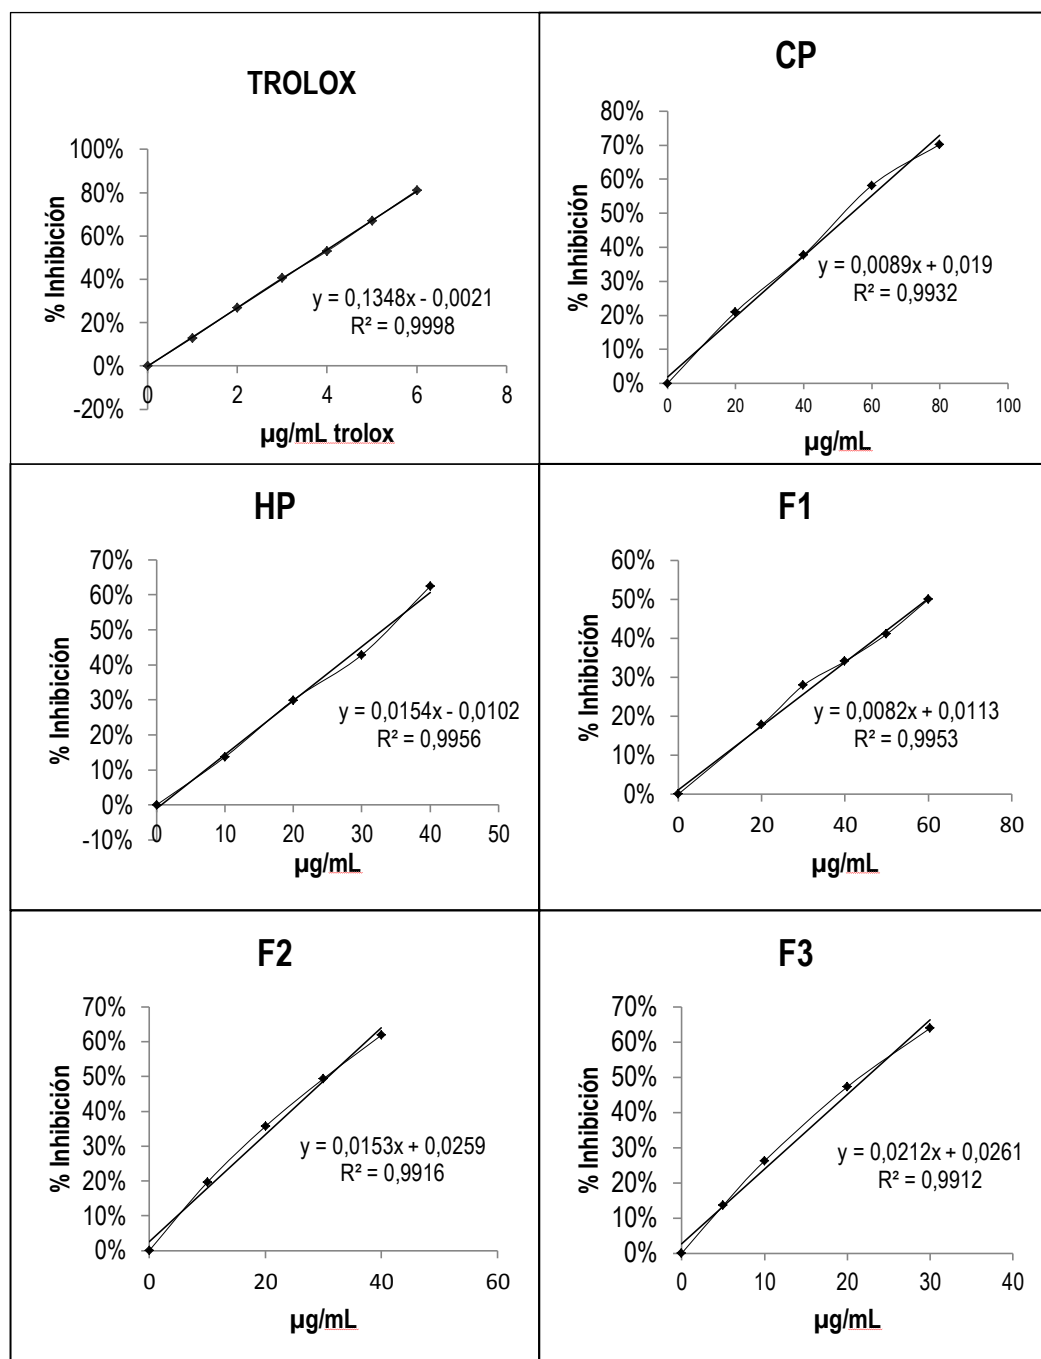 TROLOX
100%
80%
60%
40%
20%
0%
-20%
% Inhibición
y = 0,1348x - 0,0021
R² = 0,9998
0 2 4 6 8
µg/mL trolox
CP
80%
70%
60%
50%
40%
30%
20%
10%
0%
% Inhibición
y = 0,0089x + 0,019
R² = 0,9932
0 20 40 60 80 100
µg/mL
HP
70%
60%
50%
40%
30%
20%
10%
0%
-10%
% Inhibición
y = 0,0154x - 0,0102
R² = 0,9956
0 10 20 30 40 50
µg/mL
F1
60%
50%
40%
30%
20%
10%
0%
% Inhibición
y = 0,0082x + 0,0113
R² = 0,9953
0 20 40 60 80
µg/mL
F2
70%
60%
50%
40%
30%
20%
10%
0%
% Inhibición
y = 0,0153x + 0,0259
R² = 0,9916
0 20 40 60
µg/mL
F3
70%
60%
50%
40%
30%
20%
10%
0%
% Inhibición
y = 0,0212x + 0,0261
R² = 0,9912
0 10 20 30 40
µg/mL